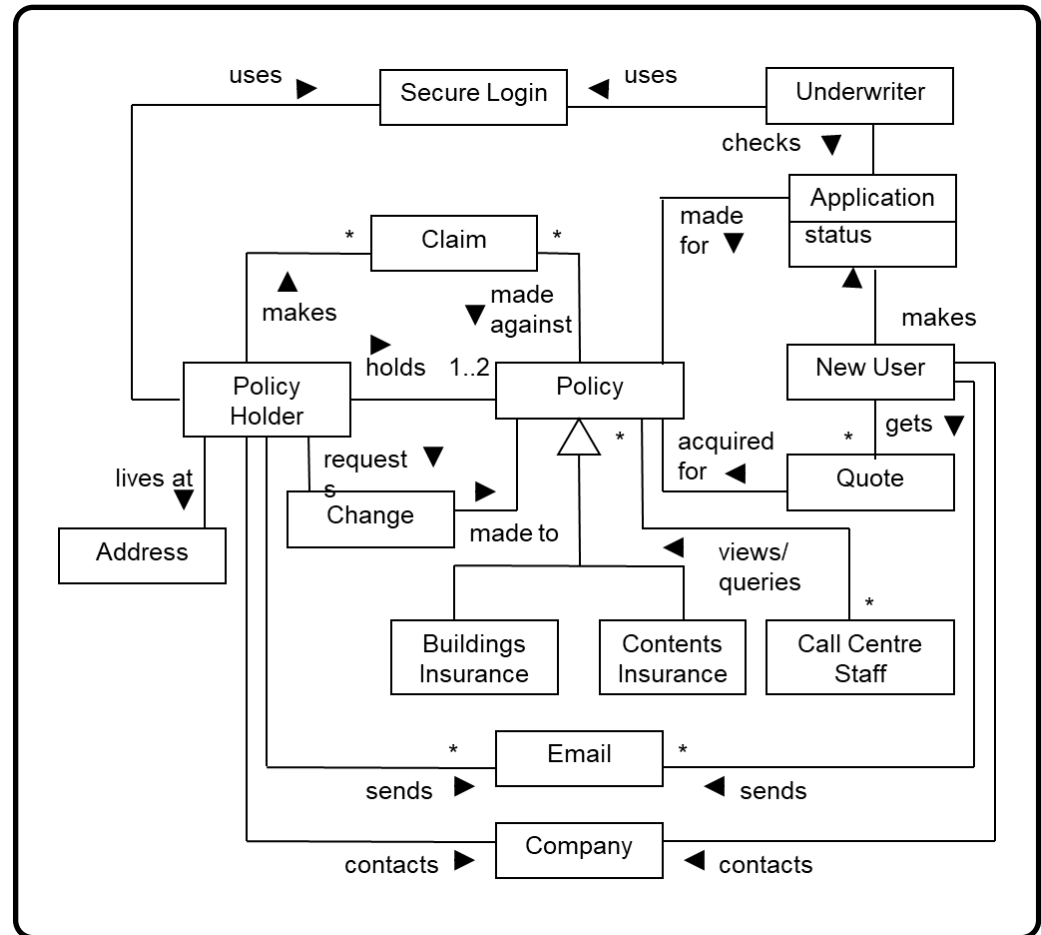 uses
Secure Login
uses
Underwriter
checks
Application
status
made
for
*
Claim
*
makes
made
against
makes
holds
1..2
Policy
Holder
Policy
New User
gets
*
*
acquired
for
Quote
request
s
lives at
Change
made to
Address
views/
queries
*
Buildings
Insurance
Contents
Insurance
Call Centre
Staff
*
Email
*
sends
sends
Company
contacts
contacts